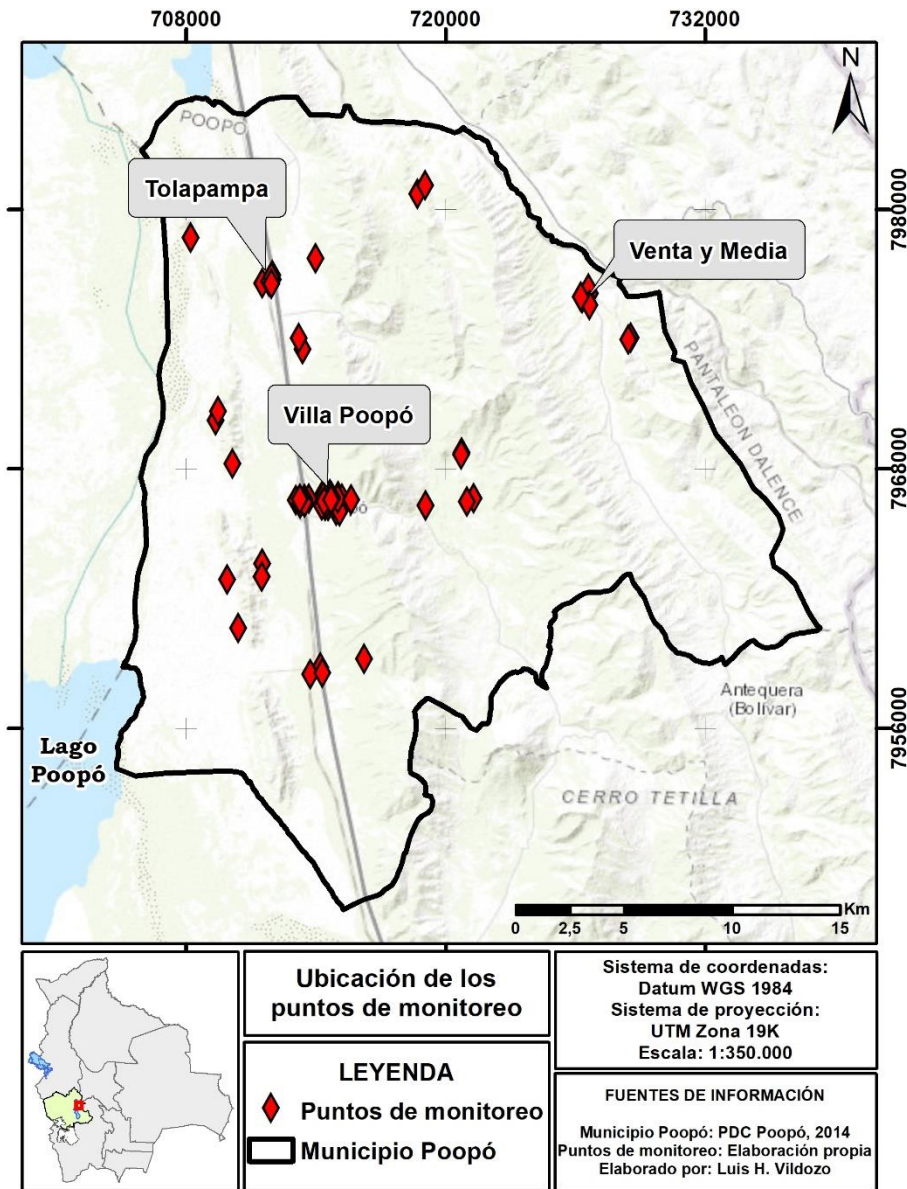 708000
720000
732000
N
POOPÓ
Tolapampa
7980000
Venta y Media
PANTALEON DALENCE
Villa Poopó
7968000
Antequera
(Bolívar)
7956000
Lago
Poopó
CERRO TETILLA
Km
0
2,5
5
10
15
Ubicación de los
puntos de monitoreo
LEYENDA
Puntos de monitoreo
Municipio Poopó
Sistema de coordenadas:
Datum WGS 1984
Sistema de proyección:
UTM Zona 19K
Escala: 1:350.000
FUENTES DE INFORMACIÓN
Municipio Poopó: PDC Poopó, 2014
Puntos de monitoreo: Elaboración propia
Elaborado por: Luis H. Vildozo